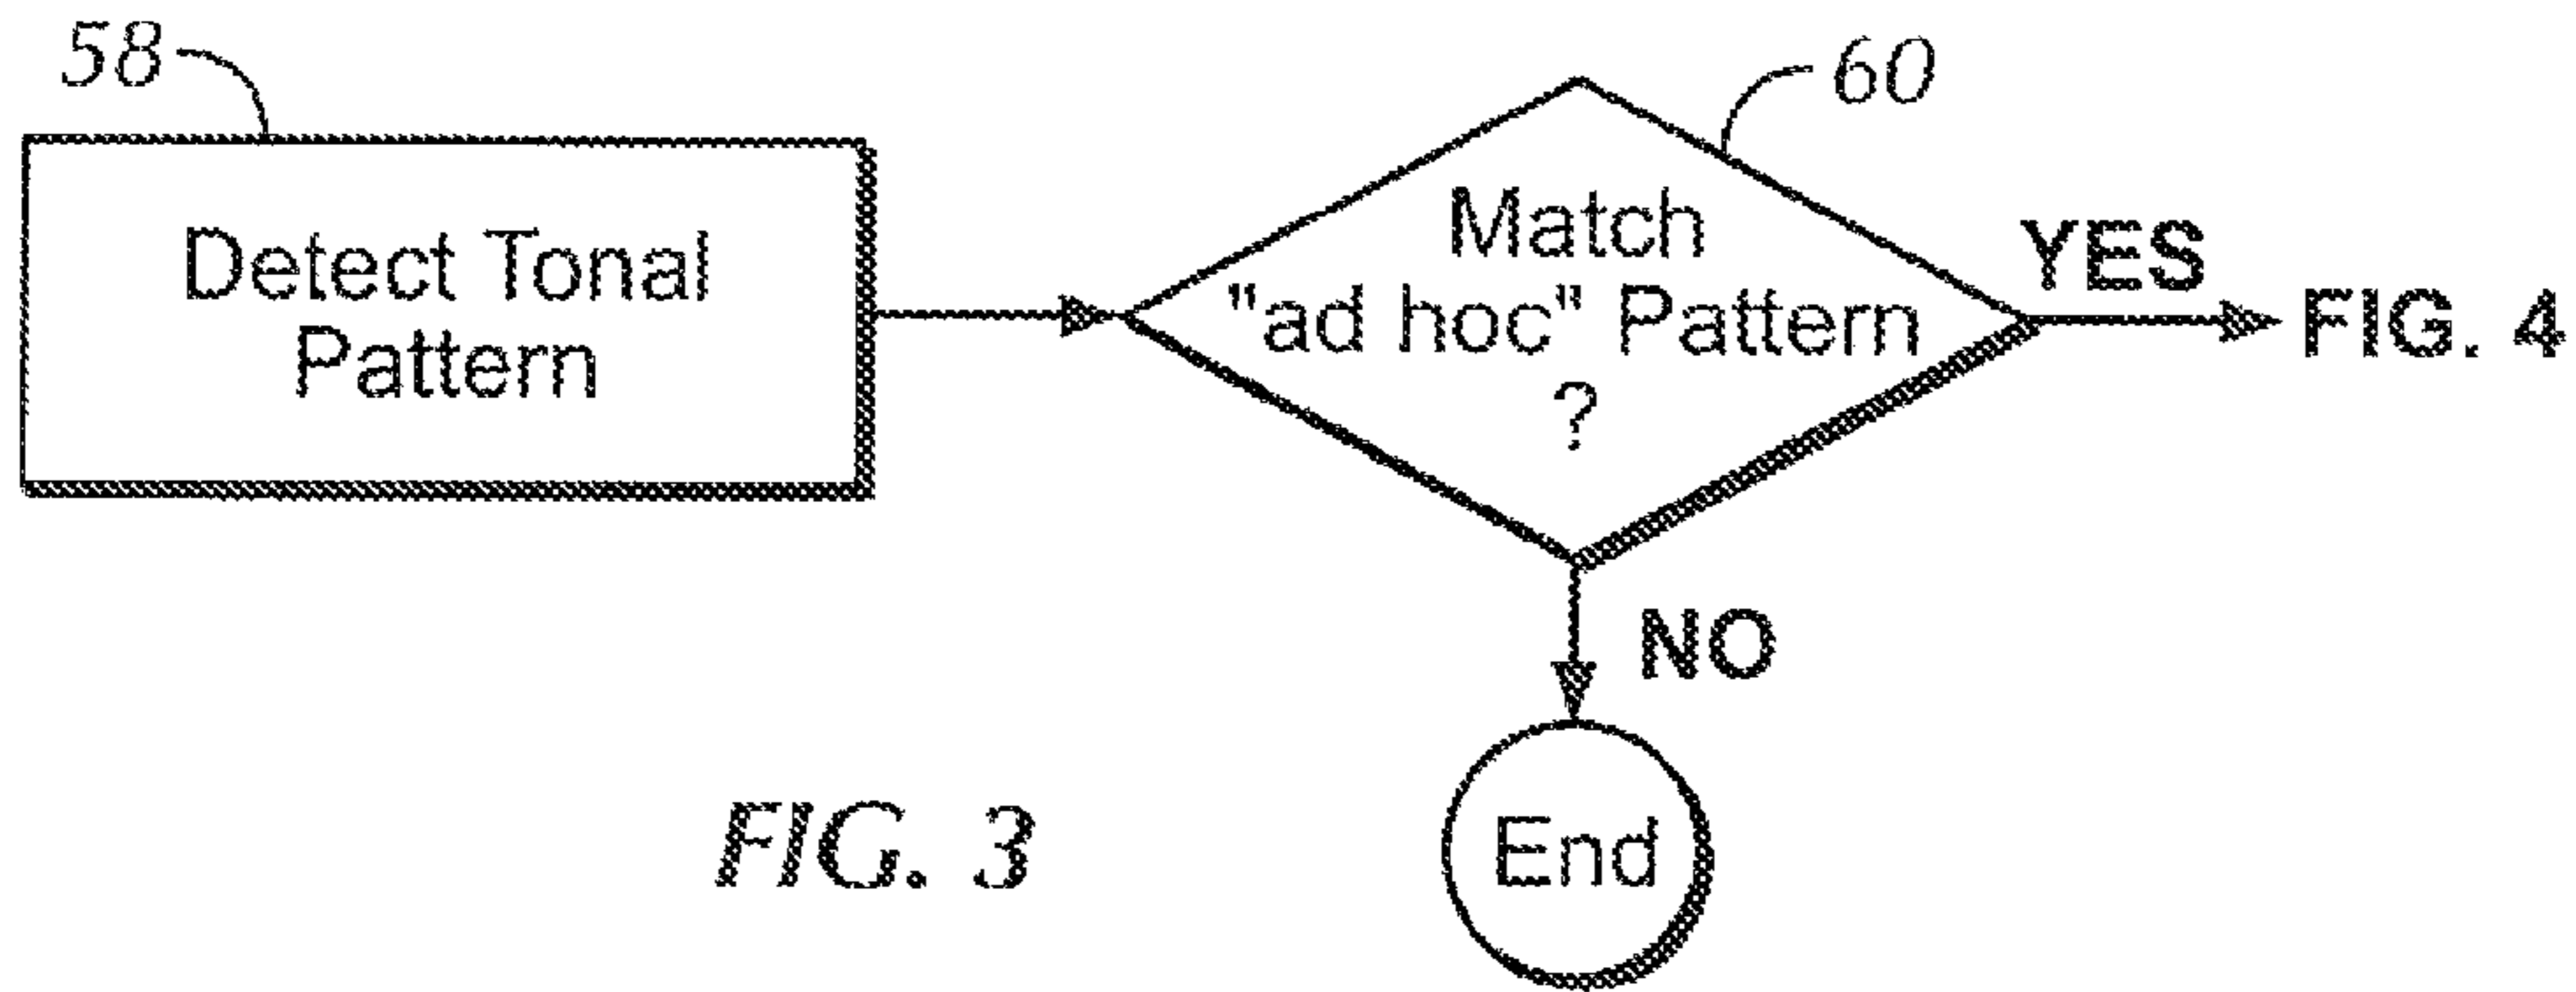 58
Detect Tonal
Pattern
60
Match
"ad hoc" Pattern
?
YES
FIG. 4
NO
End
FIG. 3